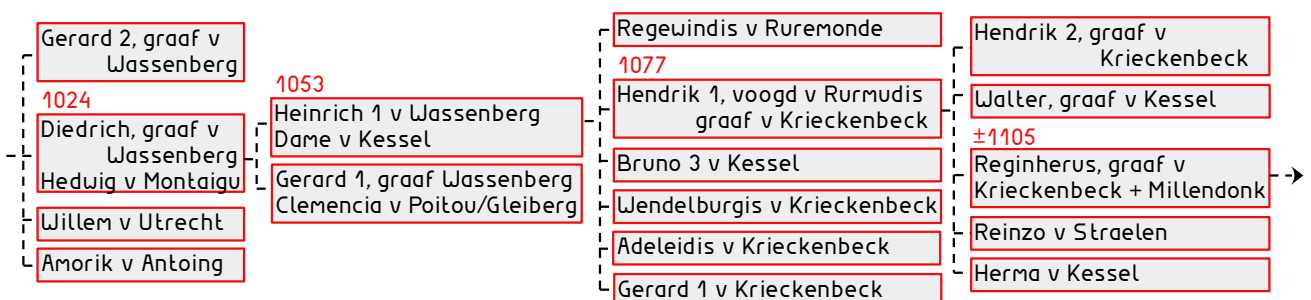 Gerard 2, graaf v
Wassenberg
1024
Diedrich, graaf v
Wassenberg
Hedwig v Montaigu
Willem v Utrecht
Amorik v Antoing
1053
Heinrich 1 v Wassenberg
Dame v Kessel
Gerard 1, graaf Wassenberg
Clemencia v Poitou/Gleiberg
Regewindis v Ruremonde
1077
Hendrik 1, voogd v Rurmudis
graaf v Krieckenbeck
Bruno 3 v Kessel
Wendelburgis v Krieckenbeck
Adeleidis v Krieckenbeck
Gerard 1 v Krieckenbeck
Hendrik 2, graaf v
Krieckenbeck
Walter, graaf v Kessel
±1105
Reginherus, graaf v
Krieckenbeck + Millendonk
Reinzo v Straelen
Herma v Kessel